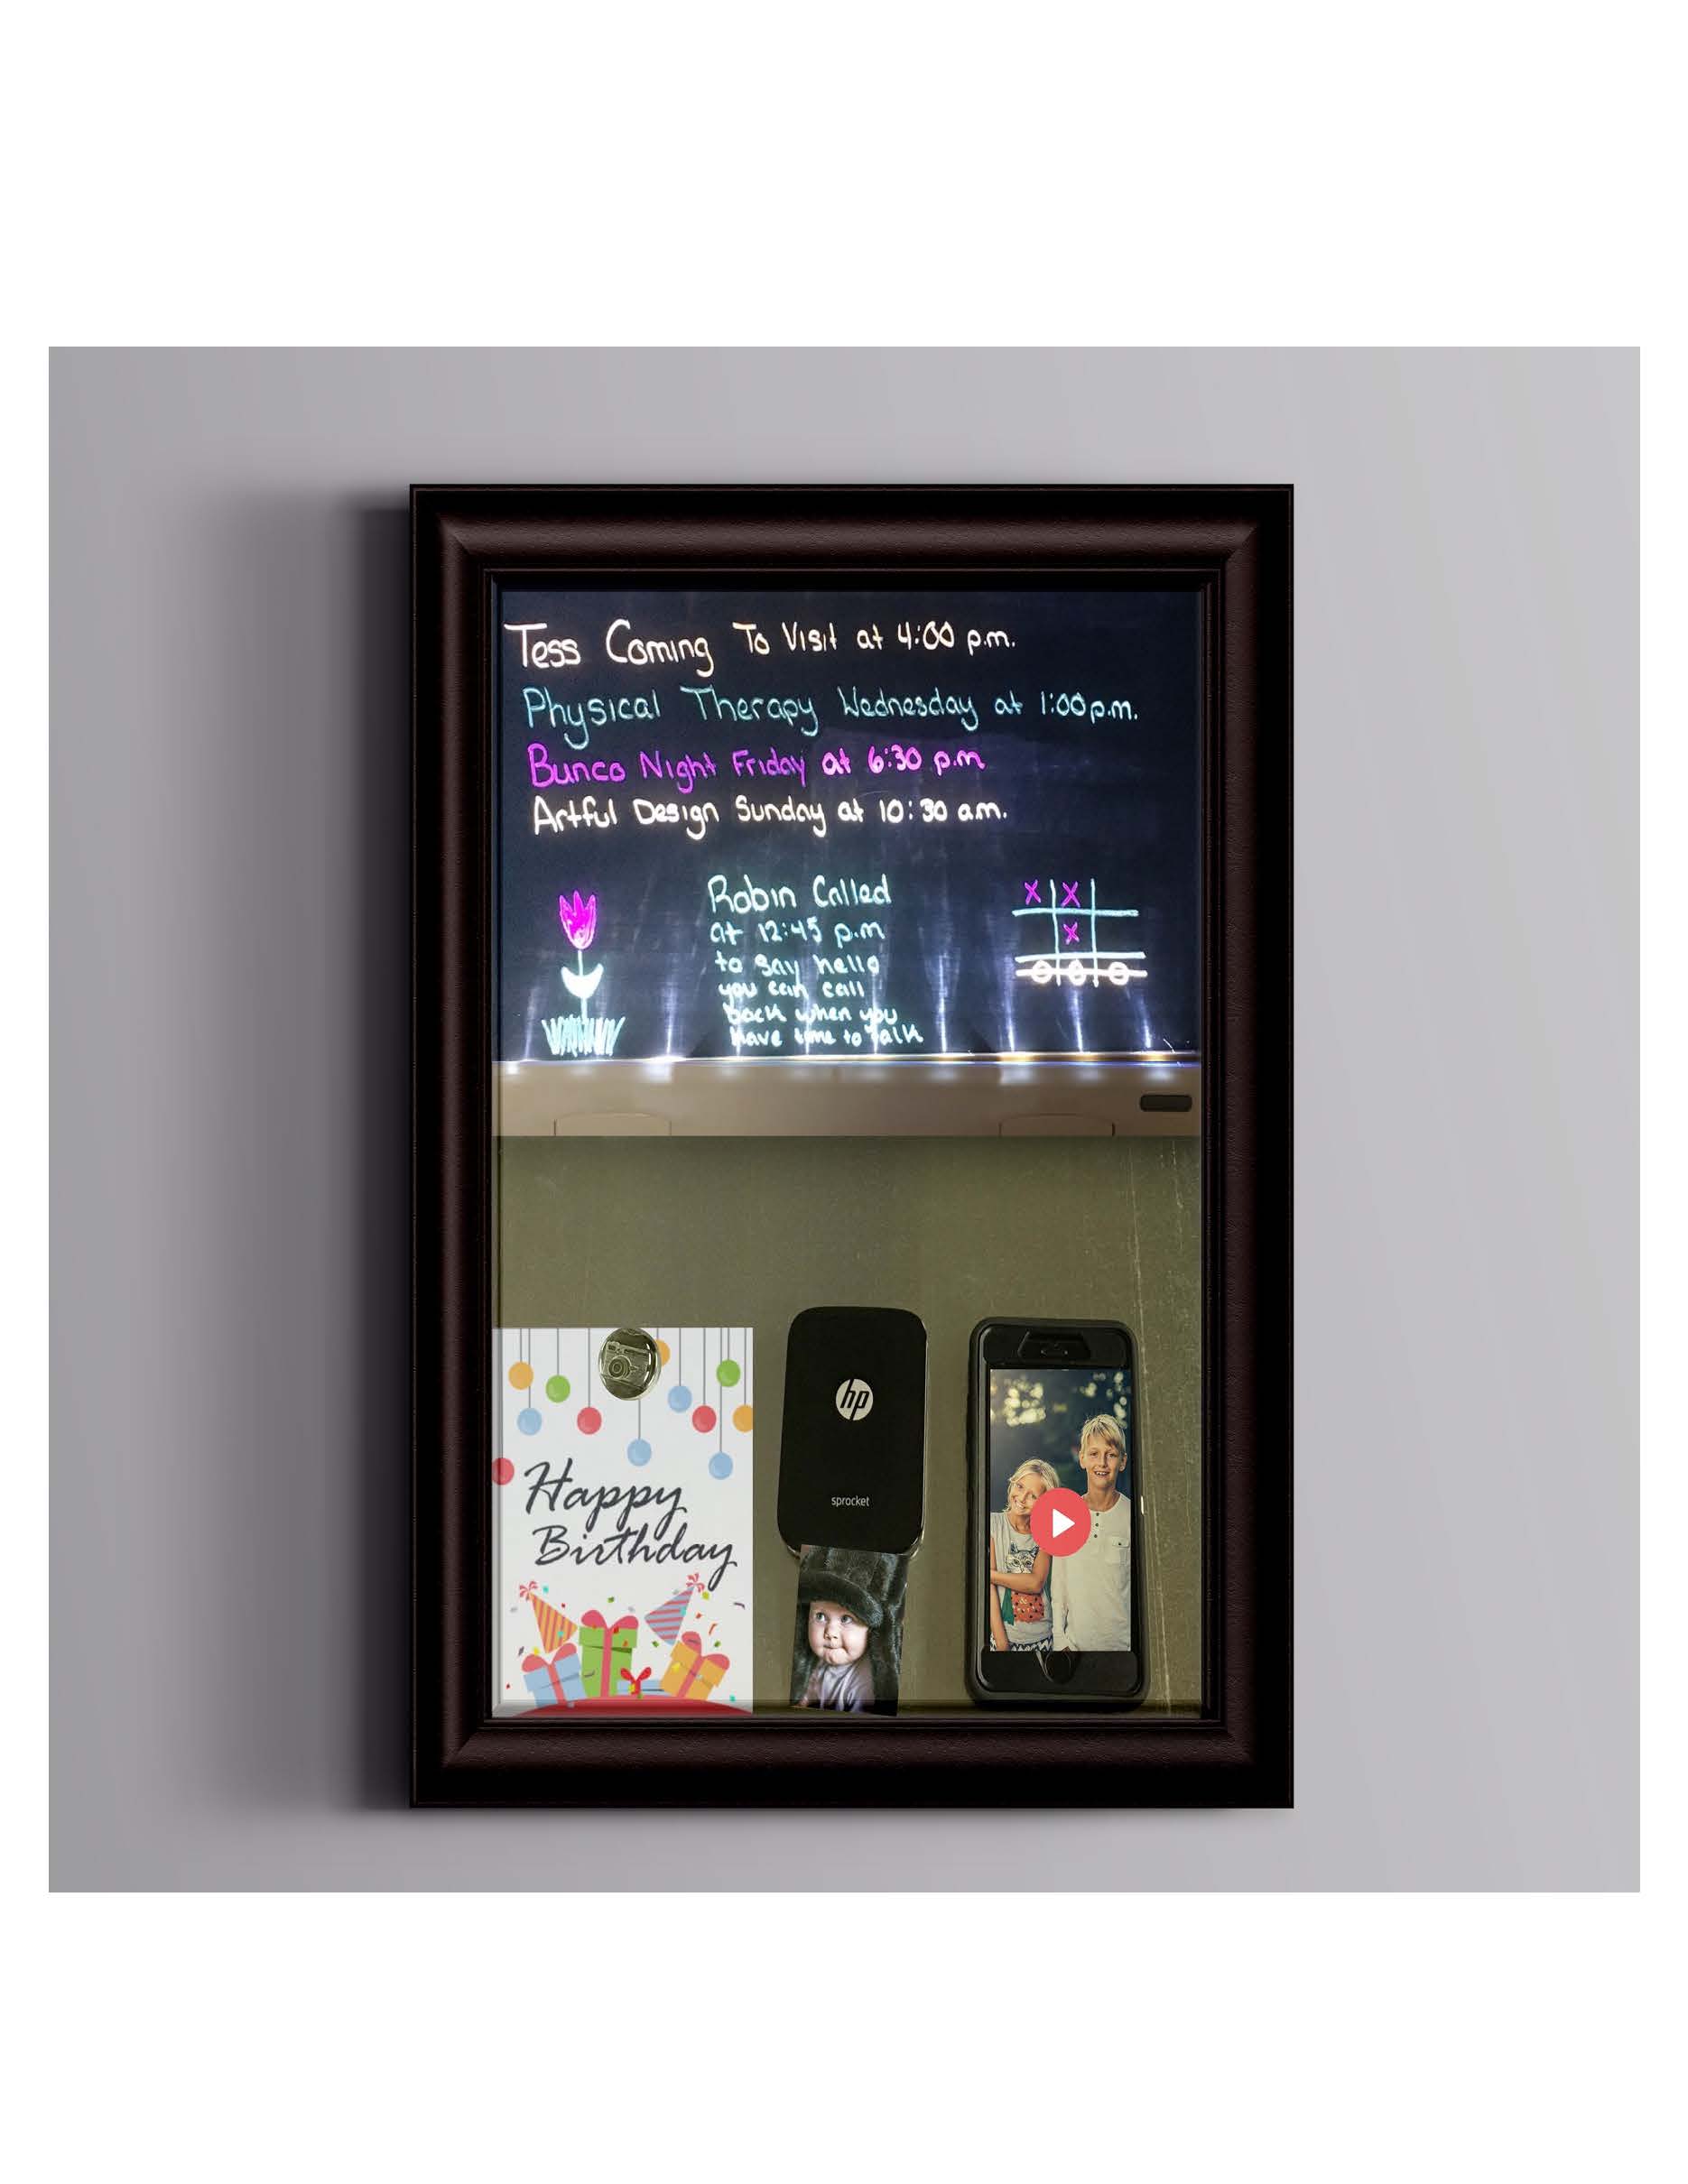 Tess Coming To Visit at 4:00 p.m.
Physical Therapy Wednesday at 1:00p.m.
Bunco Night Friday at 6:30 p.m
Artful Design Sunday at 10:30 a.m.
Robin Called
at 12:45 p.m
to say hello
you can call
back when you
have time to talk
X X
X
O O O
hp
sprocket
Happy
Birthday